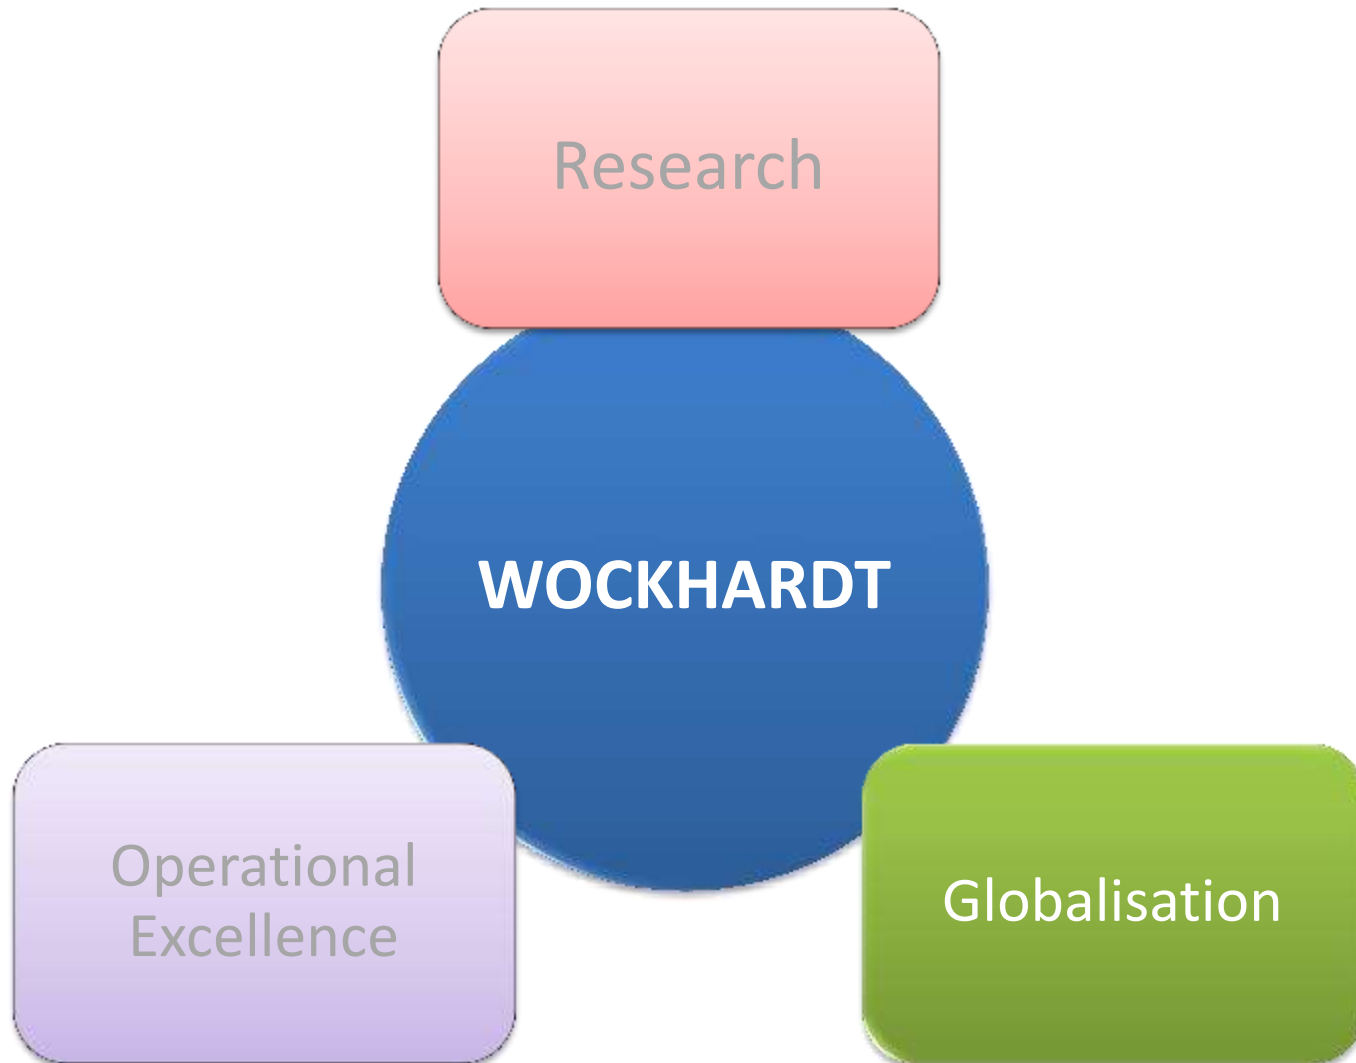 Research
WOCKHARDT
Operational
Excellence
Globalisation